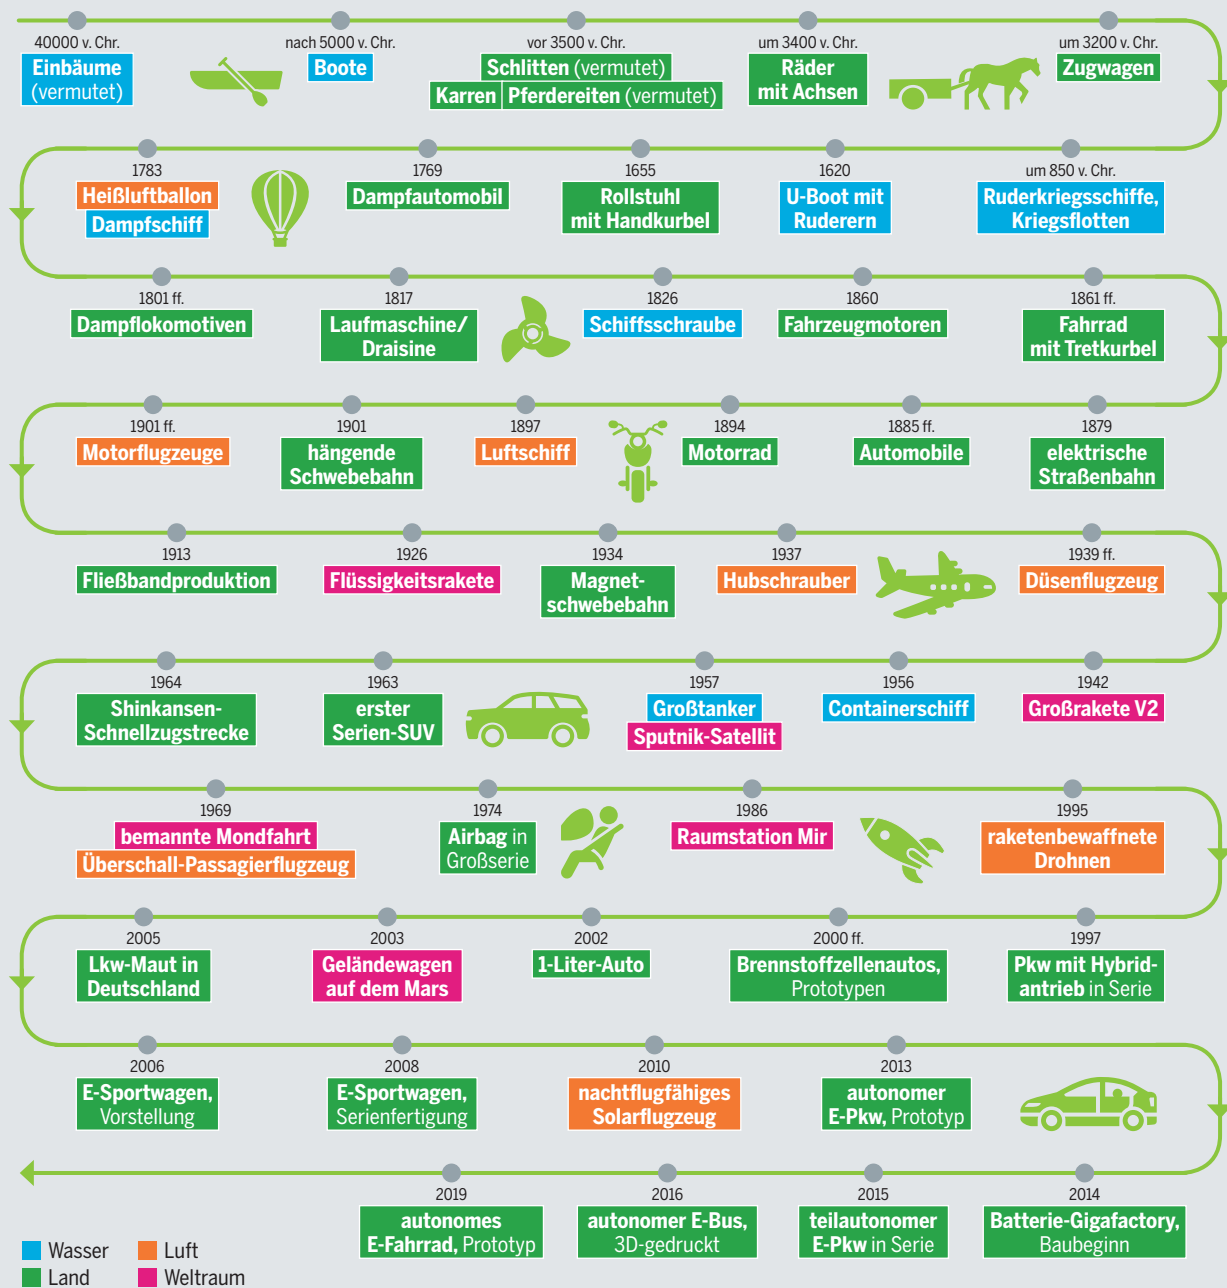 40000 v. Chr.
Einbäume
(vermutet)
nach 5000 v. Chr.
Boote
vor 3500 v. Chr.
Schlitten (vermutet)
Karren Pferdereiten (vermutet)
um 3400 v. Chr.
Räder
mit Achsen
um 3200 v. Chr.
Zugwagen
1783
Heißluftballon
Dampfschiff
1769
Dampfautomobil
1655
Rollstuhl
mit Handkurbel
1620
U-Boot mit
Ruderern
um 850 v. Chr.
Ruderkriegsschiffe,
Kriegsflotten
1801 ff.
Dampflokomotiven
1817
Laufmaschine/
Draisine
1826
Schiffsschraube
1860
Fahrzeugmotoren
1861 ff.
Fahrrad
mit Tretkurbel
1901 ff.
Motorflugzeuge
1901
hängende
Schwebebahn
1897
Luftschiff
1894
Motorrad
1885 ff.
Automobile
1879
elektrische
Straßenbahn
1913
Fließbandproduktion
1926
Flüssigkeitsrakete
1934
Magnet-
schwebebahn
1937
Hubschrauber
1939 ff.
Düsenflugzeug
1964
Shinkansen-
Schnellzugstrecke
1963
erster
Serien-SUV
1957
Großtanker
Sputnik-Satellit
1956
Containerschiff
1942
Großrakete V2
1969
bemannte Mondfahrt
Überschall-Passagierflugzeug
1974
Airbag in
Großserie
1986
Raumstation Mir
1995
raketenbewaffnete
Drohnen
2005
Lkw-Maut in
Deutschland
2003
Geländewagen
auf dem Mars
2002
1-Liter-Auto
2000 ff.
Brennstoffzellenautos,
Prototypen
1997
Pkw mit Hybrid-
antrieb in Serie
2006
E-Sportwagen,
Vorstellung
2008
E-Sportwagen,
Serienfertigung
2010
nachtflugfähiges
Solarflugzeug
2013
autonomer
E-Pkw, Prototyp
2019
autonomes
E-Fahrrad, Prototyp
2016
autonomer E-Bus,
3D-gedruckt
2015
teilautonomer
E-Pkw in Serie
2014
Batterie-Gigafactory,
Baubeginn
Wasser
Luft
Land
Weltraum